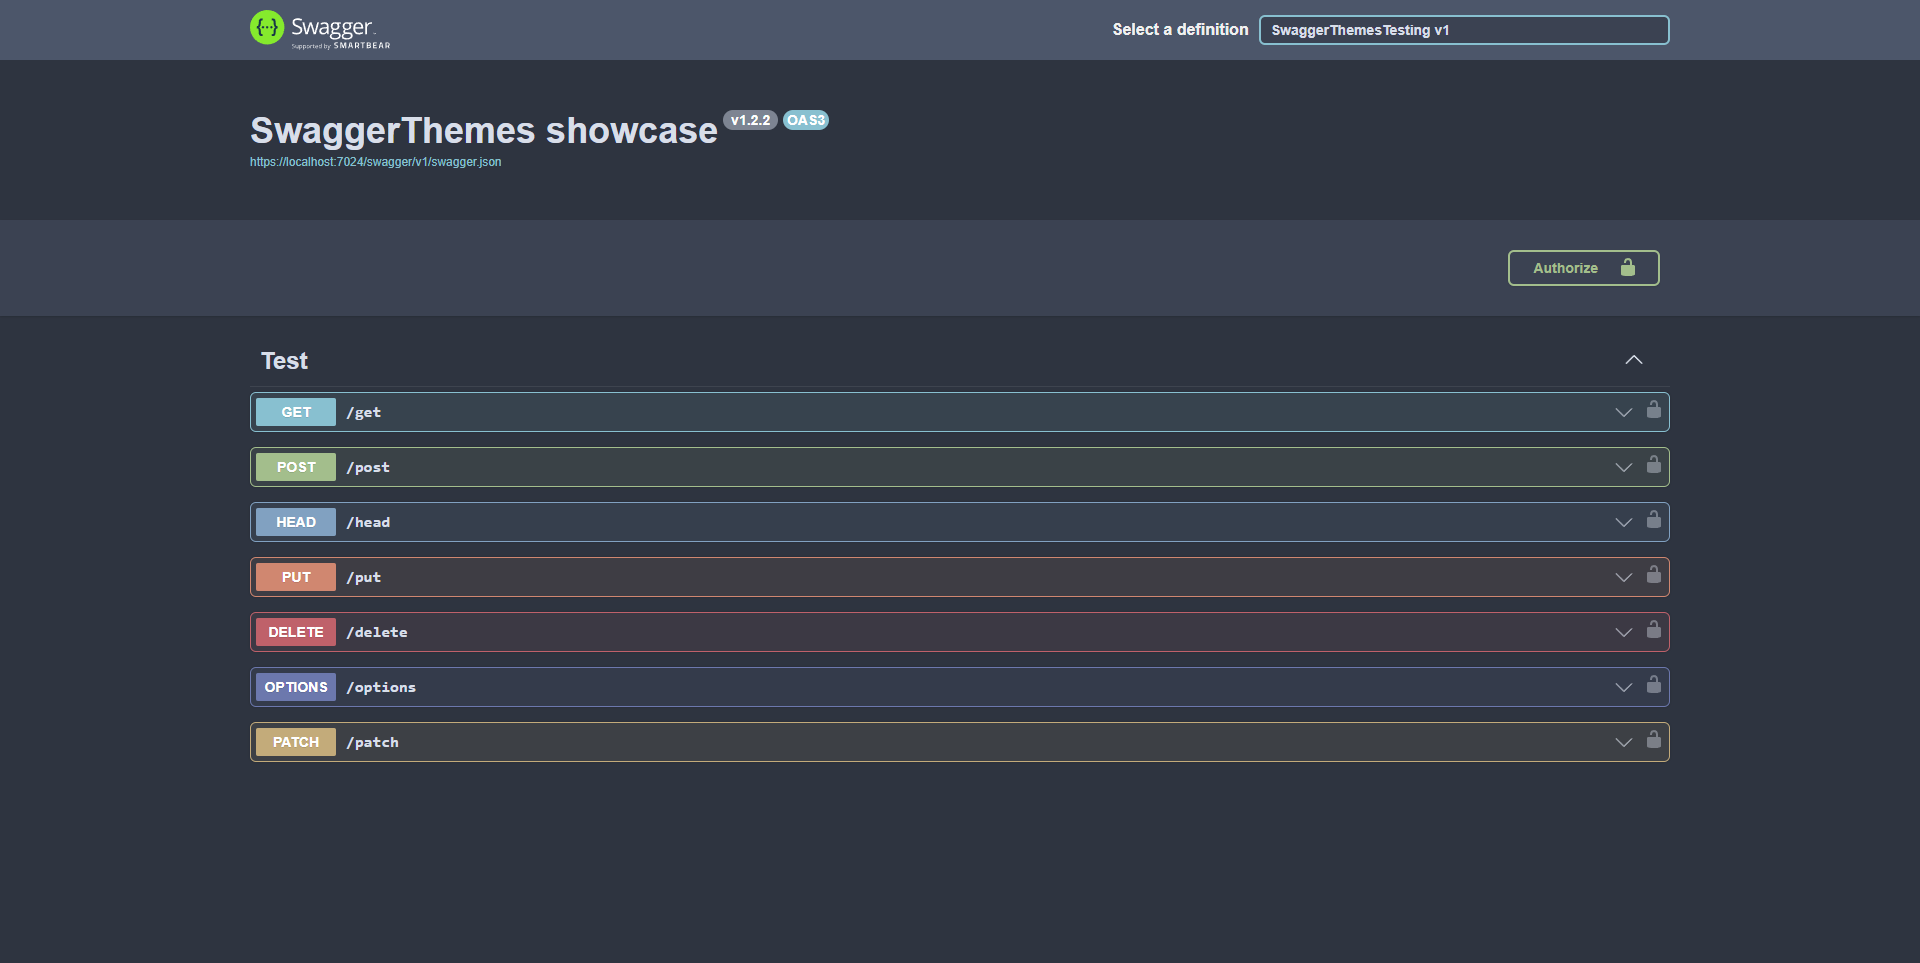 Swagger
Supported by SMARTBEAR
Select a definition
SwaggerThemesTesting v1
SwaggerThemes showcase v1.2.2 OAS3
https://localhost:7024/swagger/v1/swagger.json
Authorize
Test
GET /get
POST /post
HEAD /head
PUT /put
DELETE /delete
OPTIONS /options
PATCH /patch